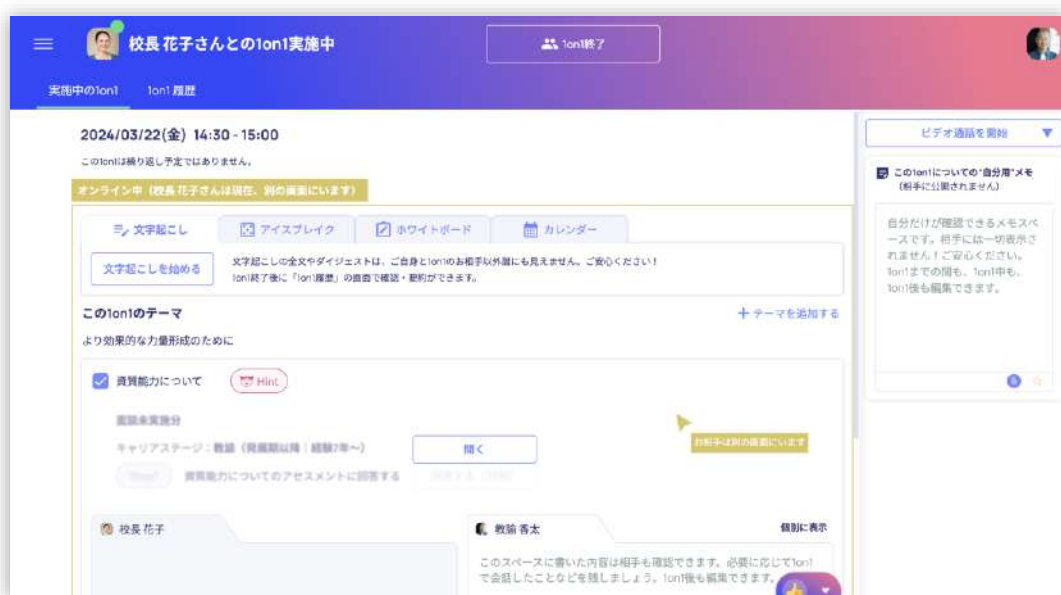 校長 花子さんとの1on1実施中
1on1終了
実施中の1on1
1on1 履歴
2024/03/22(金) 14:30 - 15:00
この1on1は繰り返し予定ではありません。
オンライン中（校長 花子さんは現在、別の画面にいます）
文字起こし
アイスブレイク
ホワイトボード
カレンダー
文字起こしを始める
文字起こしの全文やダイジェストは、ご自身と1on1のお相手以外誰にも見えません。ご安心ください！
1on1終了後に「1on1履歴」の画面で確認・要約ができます。
この1on1のテーマ
＋ テーマを追加する
より効果的な力量形成のために
資質能力について
Hint
面談未実施分
キャリアステージ：教諭（発展期以降｜経験7年〜）
開く
資質能力についてのアセスメントに回答する
お相手は別の画面にいます
校長 花子
教諭 香太
個別に表示
このスペースに書いた内容は相手も確認できます。必要に応じて1on1
で会話したことなどを残しましょう。1on1後も編集できます。
ビデオ通話を開始
この1on1についての"自分用"メモ
（相手に公開されません）
自分だけが確認できるメモスペ
ースです。相手には一切表示さ
れません！ご安心ください。
1on1までの間も、1on1中も、
1on1後も編集できます。